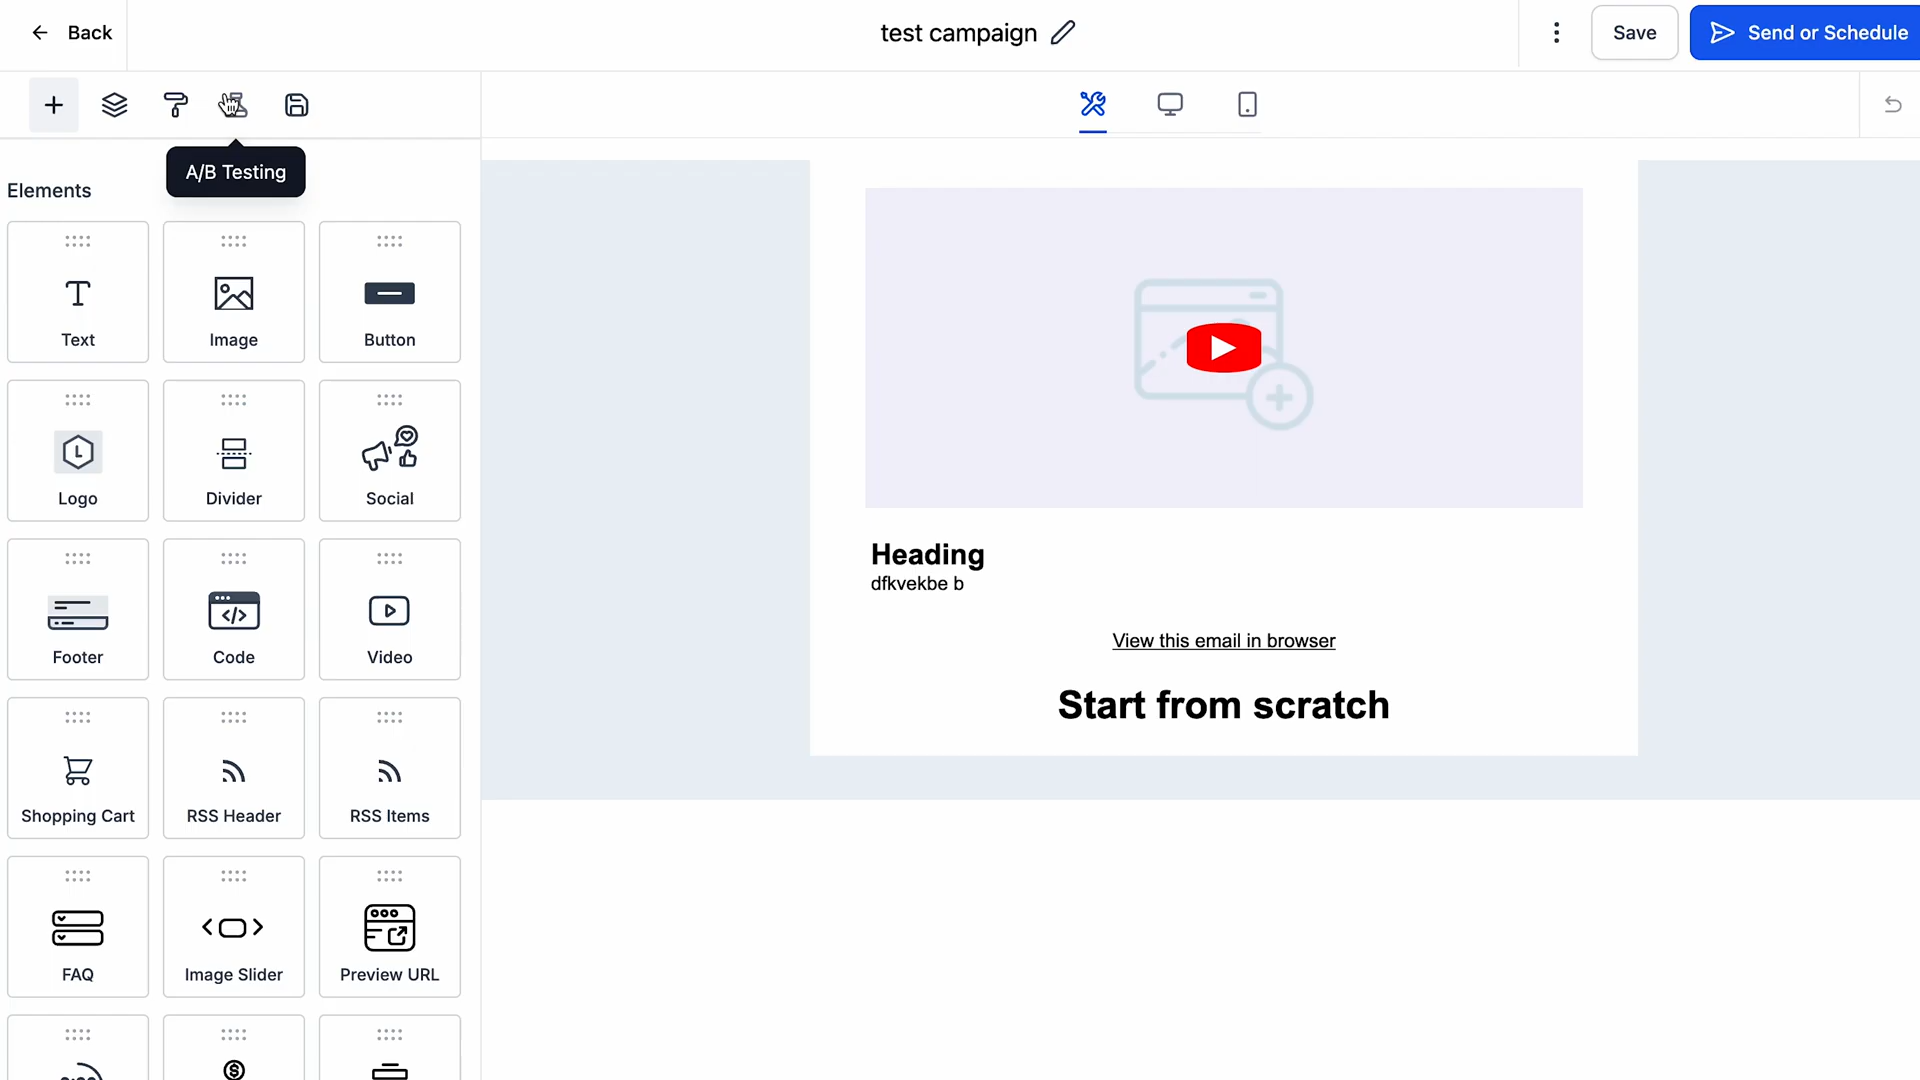 Back
test campaign
Save
Send or Schedule
A/B Testing
Elements
Text
Image
Button
Logo
Divider
Social
Footer
Code
Video
Shopping Cart
RSS Header
RSS Items
FAQ
Image Slider
Preview URL
Heading
dfkvekbe b
View this email in browser
Start from scratch